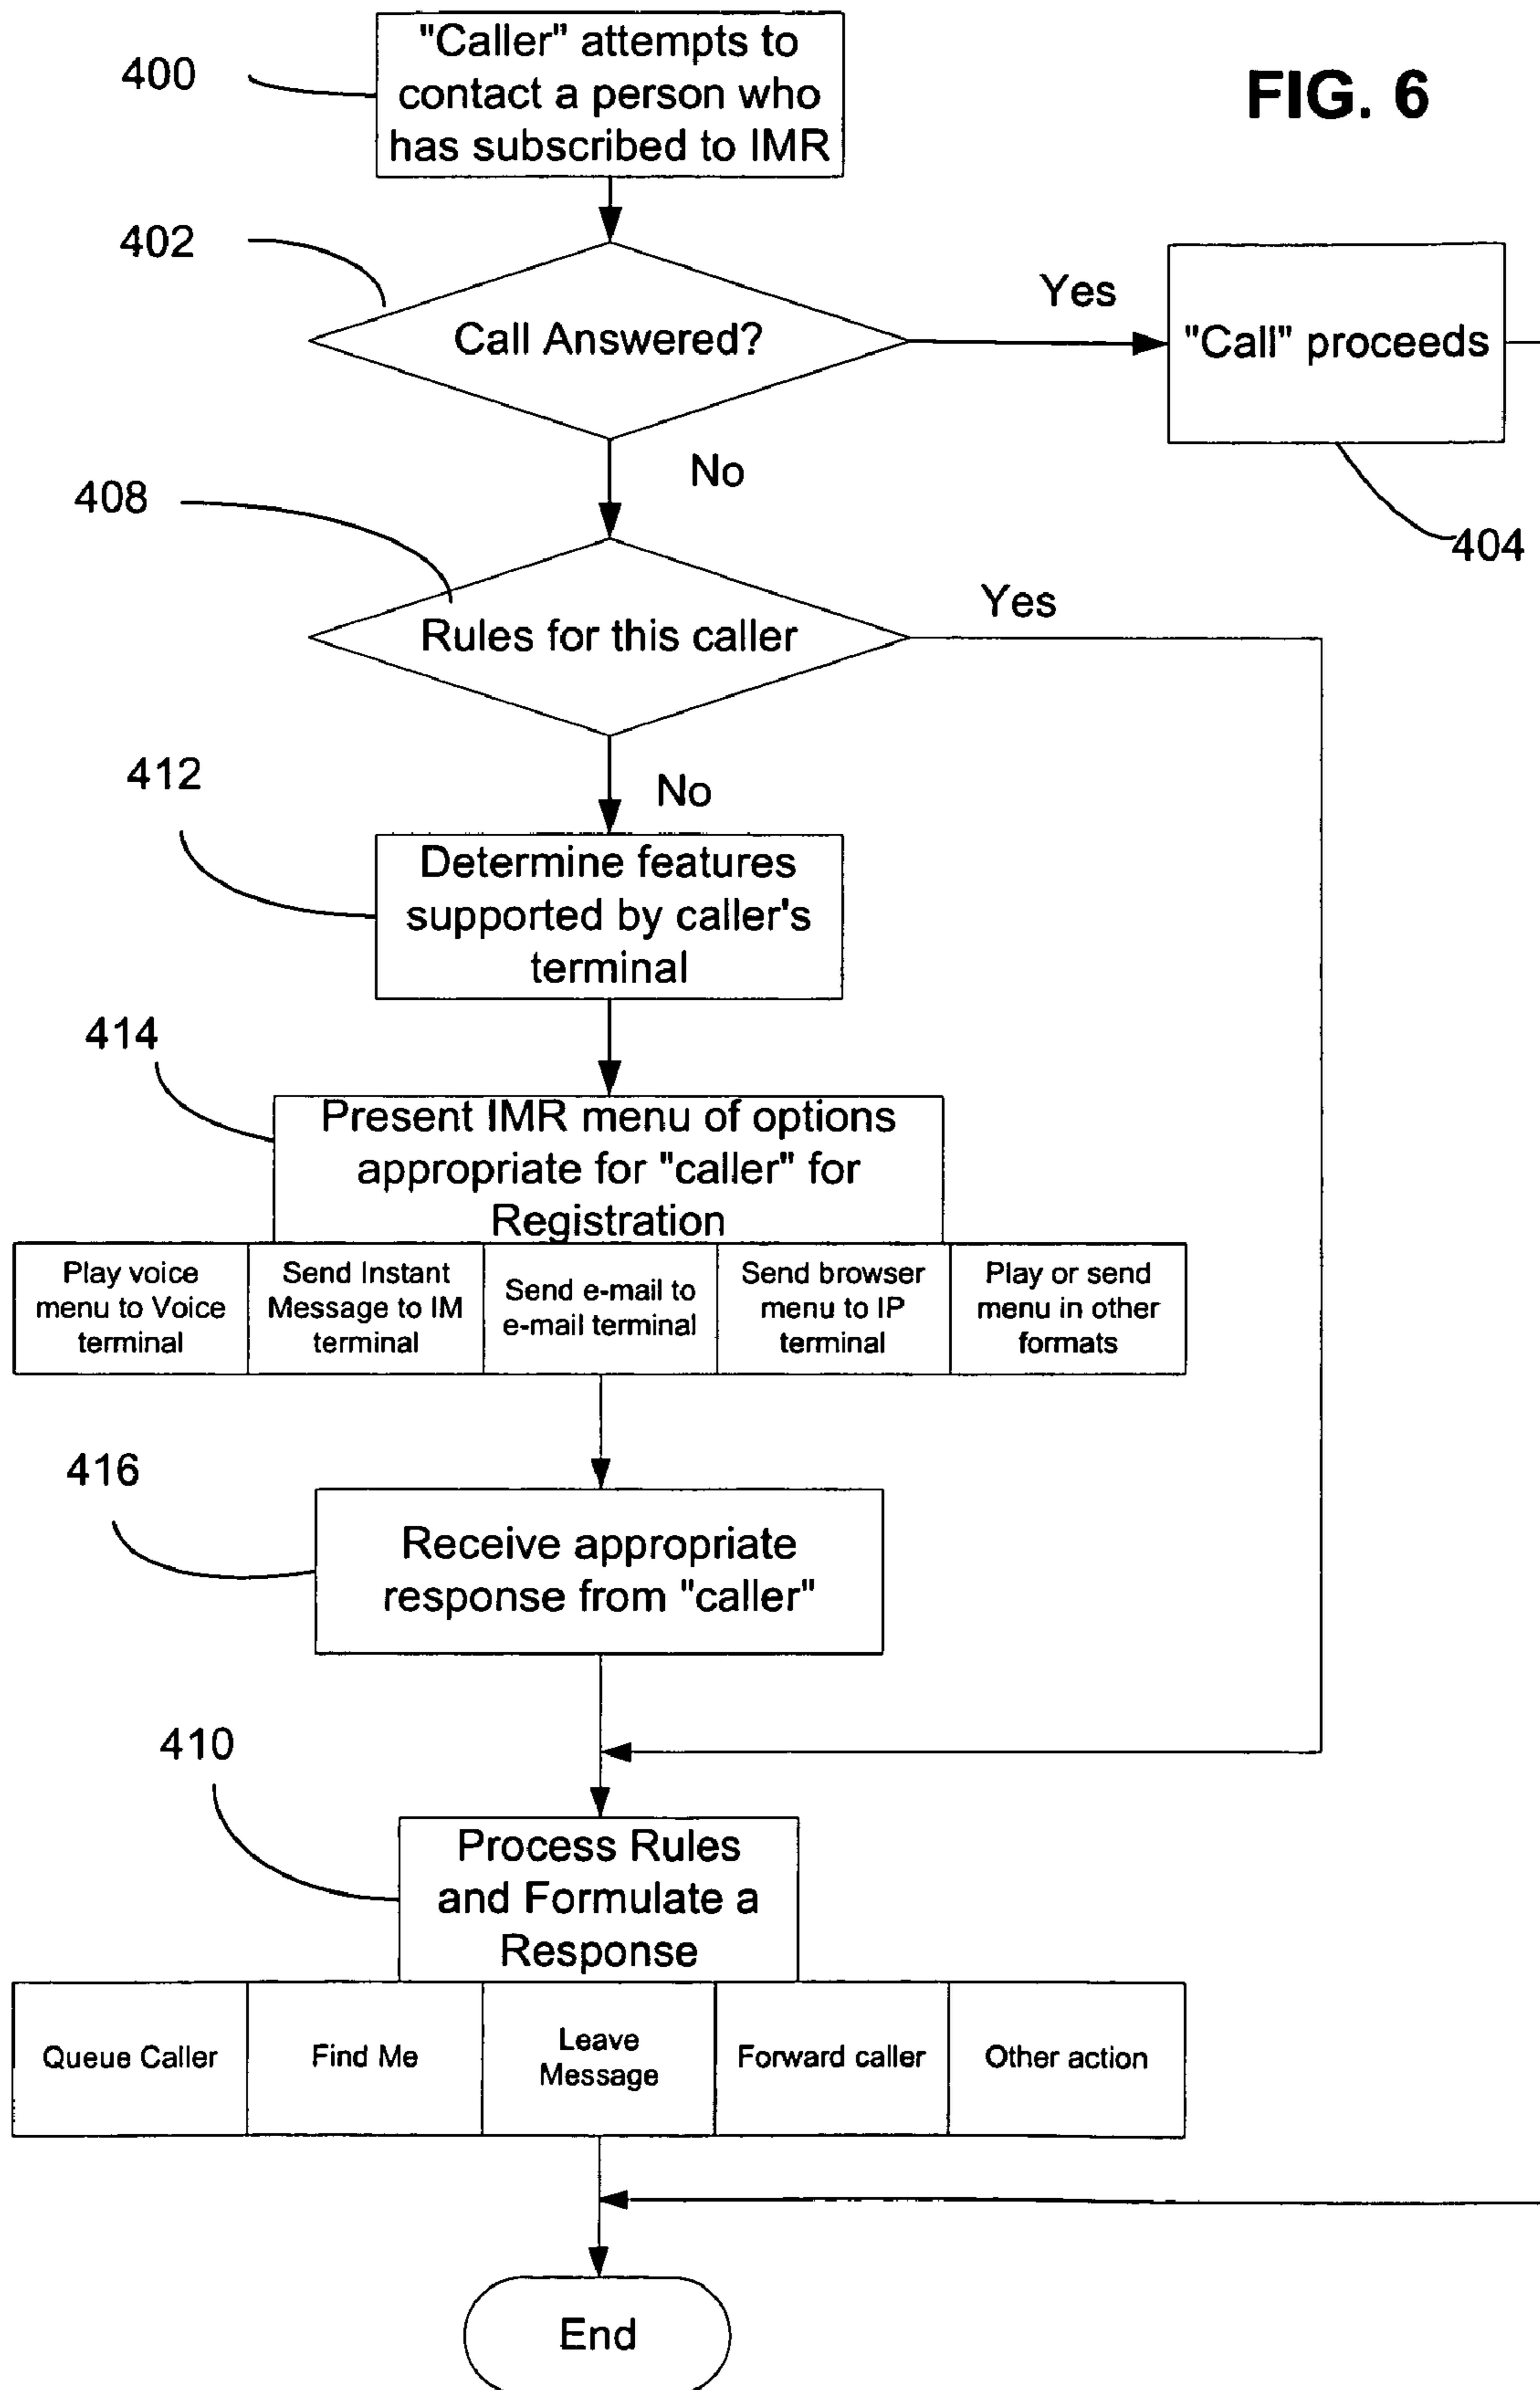 FIG. 6
400
"Caller" attempts to
contact a person who
has subscribed to IMR
402
Call Answered?
Yes
"Call" proceeds
404
No
408
Rules for this caller
Yes
No
412
Determine features
supported by caller's
terminal
414
Present IMR menu of options
appropriate for "caller" for
Registration
Play voice
menu to Voice
terminal
Send Instant
Message to IM
terminal
Send e-mail to
e-mail terminal
Send browser
menu to IP
terminal
Play or send
menu in other
formats
416
Receive appropriate
response from "caller"
410
Process Rules
and Formulate a
Response
Queue Caller
Find Me
Leave
Message
Forward caller
Other action
End